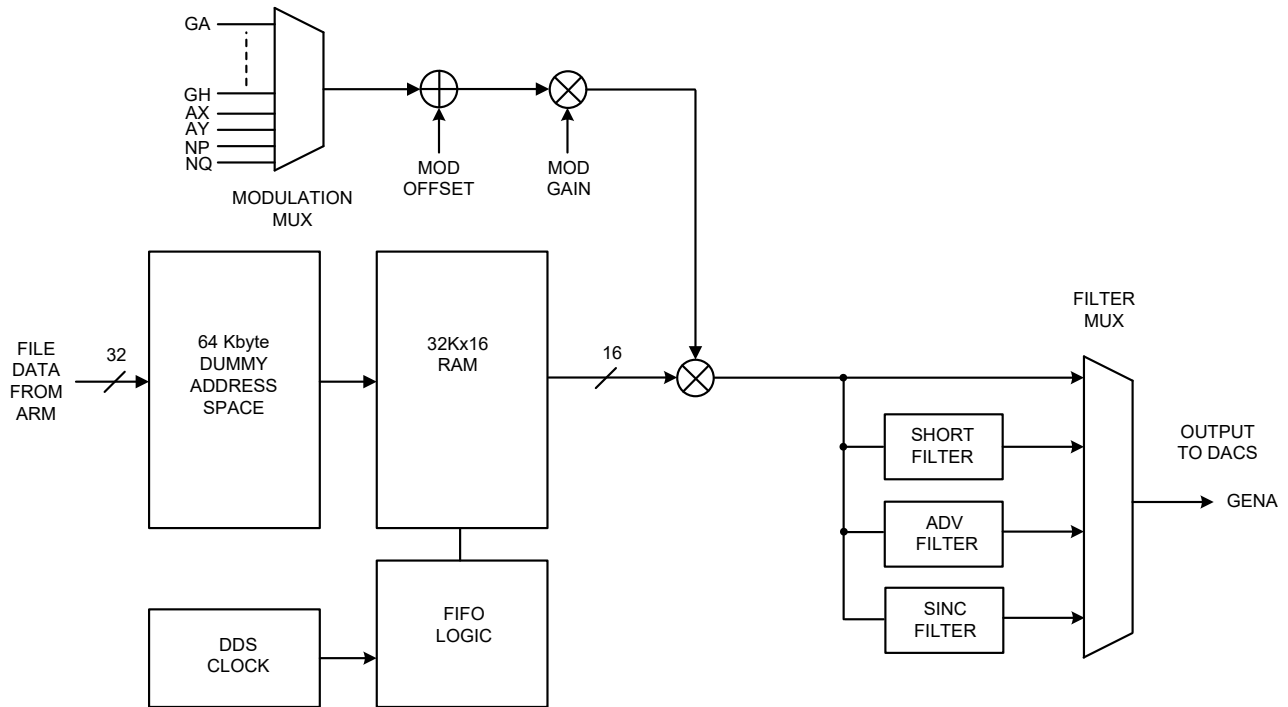 GA
GH
AX
AY
NP
NQ
MODULATION
MUX
MOD
OFFSET
MOD
GAIN
FILE
DATA
FROM
ARM
32
64 Kbyte
DUMMY
ADDRESS
SPACE
32Kx16
RAM
16
FILTER
MUX
SHORT
FILTER
ADV
FILTER
SINC
FILTER
OUTPUT
TO DACS
GENA
DDS
CLOCK
FIFO
LOGIC